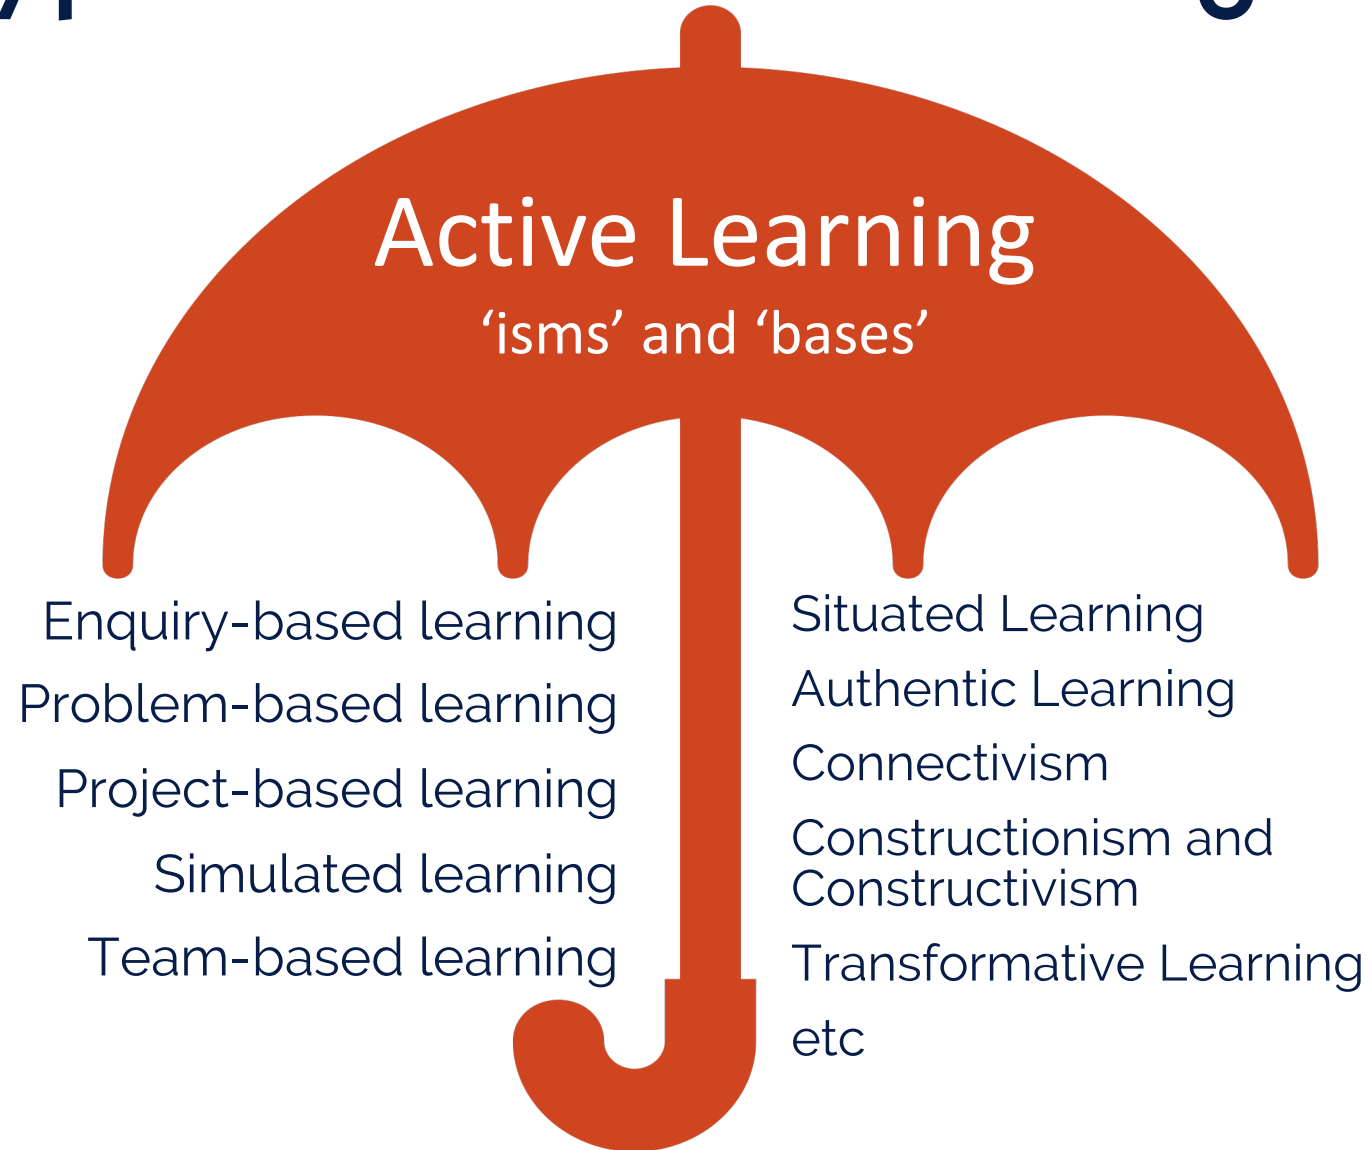 Active Learning
‘isms’ and ‘bases’
Enquiry-based learning
Problem-based learning
Project-based learning
Simulated learning
Team-based learning
Situated Learning
Authentic Learning
Connectivism
Constructionism and
Constructivism
Transformative Learning
etc